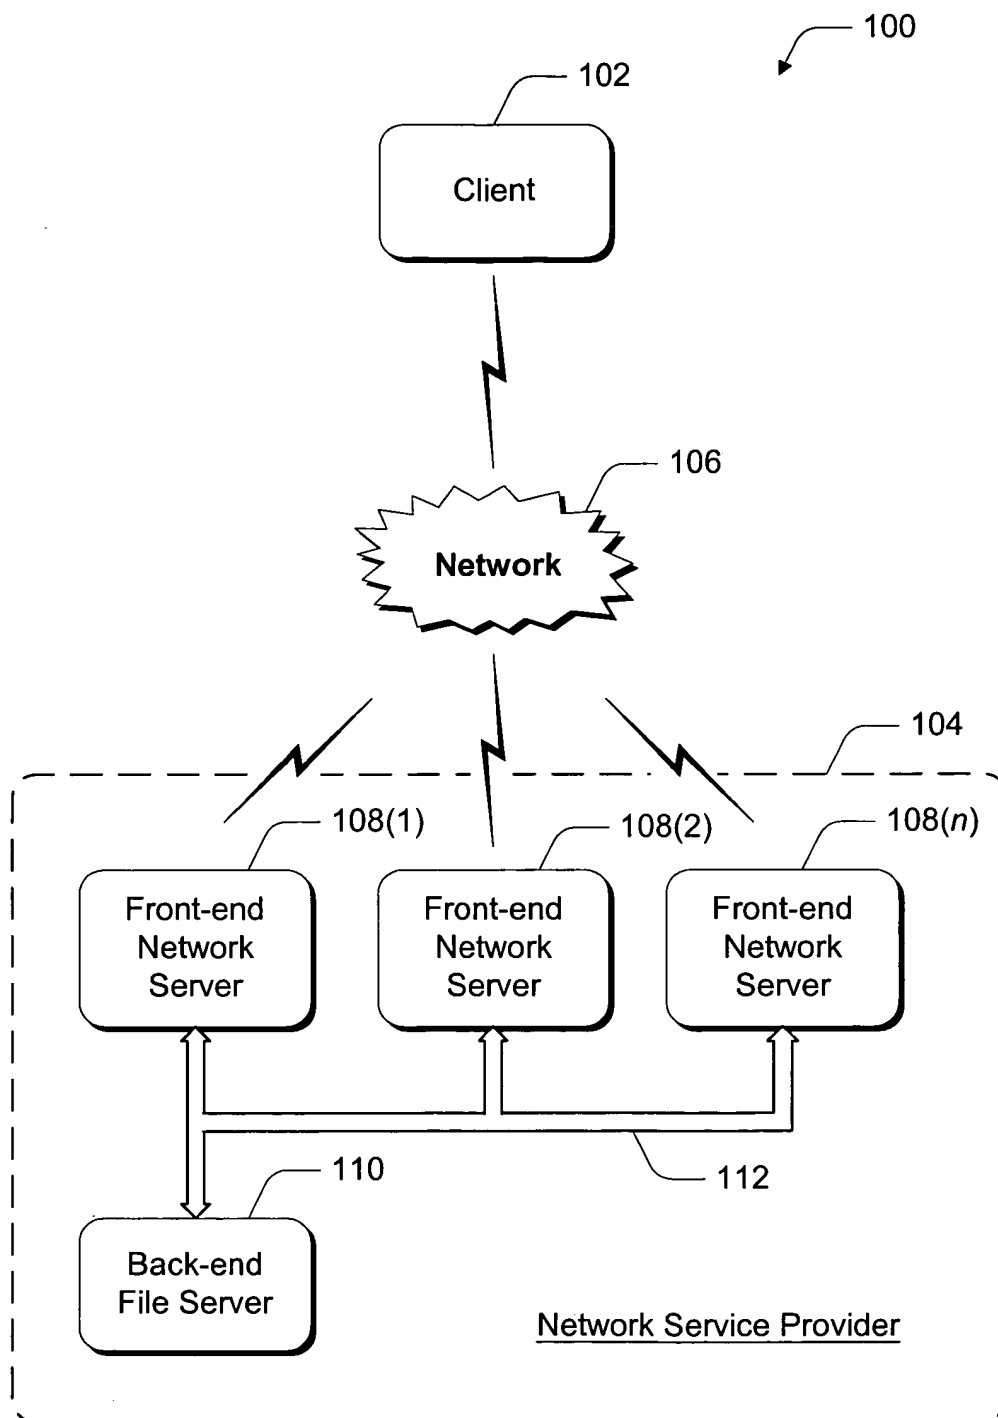 100
102
Client
106
Network
104
108(1)
108(2)
108(n)
Front-end
Network
Server
Front-end
Network
Server
Front-end
Network
Server
110
112
Back-end
File Server
Network Service Provider